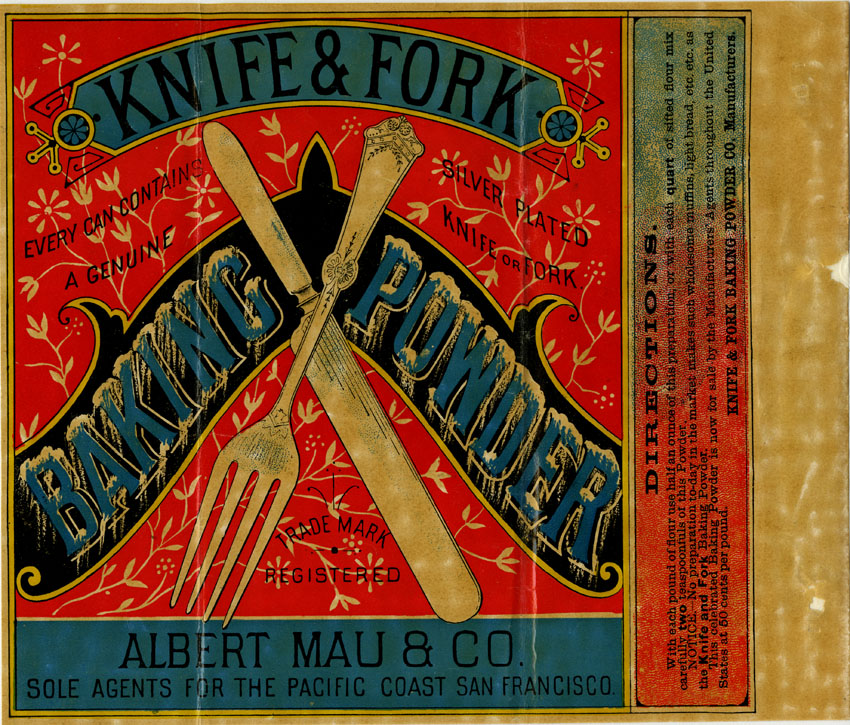 KNIFE & FORK
EVERY CAN CONTAINS
A GENUINE
SILVER PLATED
KNIFE OR FORK
BAKING
POWDER
TRADE MARK
REGISTERED
ALBERT MAU & CO.
SOLE AGENTS FOR THE PACIFIC COAST SAN FRANCISCO.
DIRECTIONS.
With each pound of flour use half an ounce of this preparation, or with each quart of sifted flour mix
carefully two teaspoonfuls of this Powder.
NOTICE.—No preparation to-day in the market makes such wholesome muffins, light bread, etc. etc. as
the Knife and Fork Baking Powder.
This celebrated Baking Powder is now for sale by the Manufacturers' Agents throughout the United
States at 50 cents per pound.
KNIFE & FORK BAKING POWDER CO. Manufacturers.